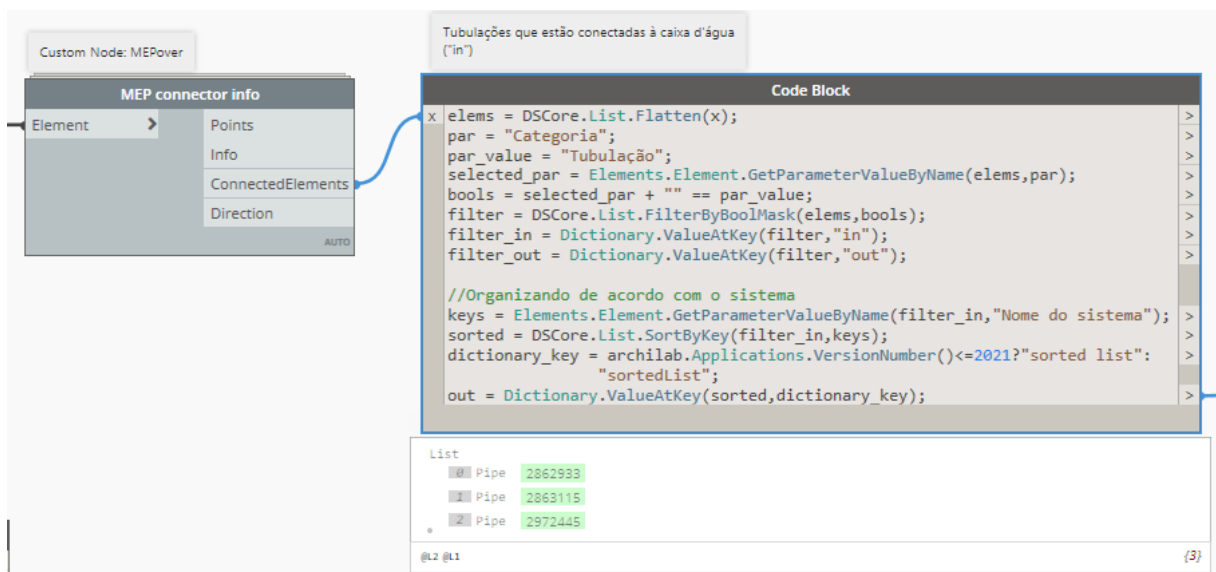 Custom Node: MEPover
MEP connector info
Element >
Points
Info
ConnectedElements
Direction
AUTO
Tubulações que estão conectadas à caixa d'água
("in")
Code Block
x
elems = DSCore.List.Flatten(x); >
par = "Categoria"; >
par_value = "Tubulação"; >
selected_par = Elements.Element.GetParameterValueByName(elems,par); >
bools = selected_par + "" == par_value; >
filter = DSCore.List.FilterByBoolMask(elems,bools); >
filter_in = Dictionary.ValueAtKey(filter,"in"); >
filter_out = Dictionary.ValueAtKey(filter,"out"); >
//Organizando de acordo com o sistema
keys = Elements.Element.GetParameterValueByName(filter_in,"Nome do sistema"); >
sorted = DSCore.List.SortByKey(filter_in,keys); >
dictionary_key = archilab.Applications.VersionNumber()<=2021?"sorted list": >
"sortedList";
out = Dictionary.ValueAtKey(sorted,dictionary_key); >
List
0 Pipe 2862933
1 Pipe 2863115
2 Pipe 2972445
@L2 @L1 {3}